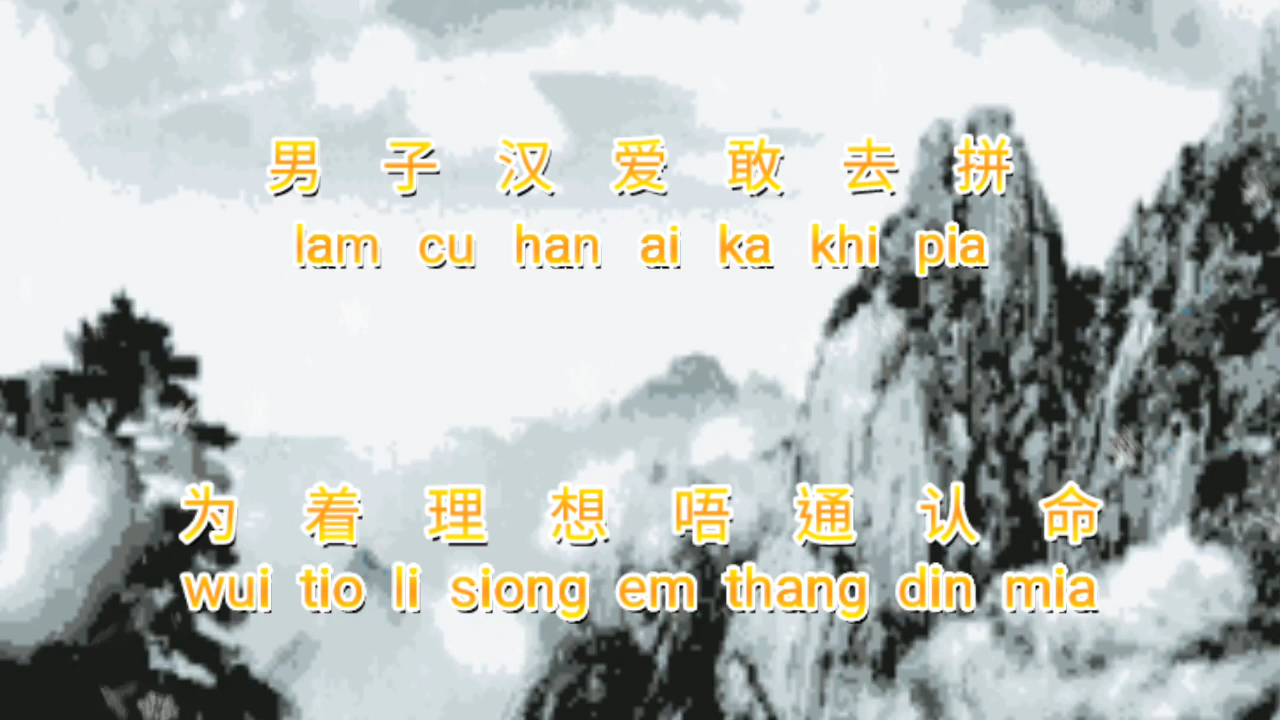 男 子 汉 爱 敢 去 拼
lam cu han ai ka khi pia
为 着 理 想 唔 通 认 命
wui tio li siong em thang din mia